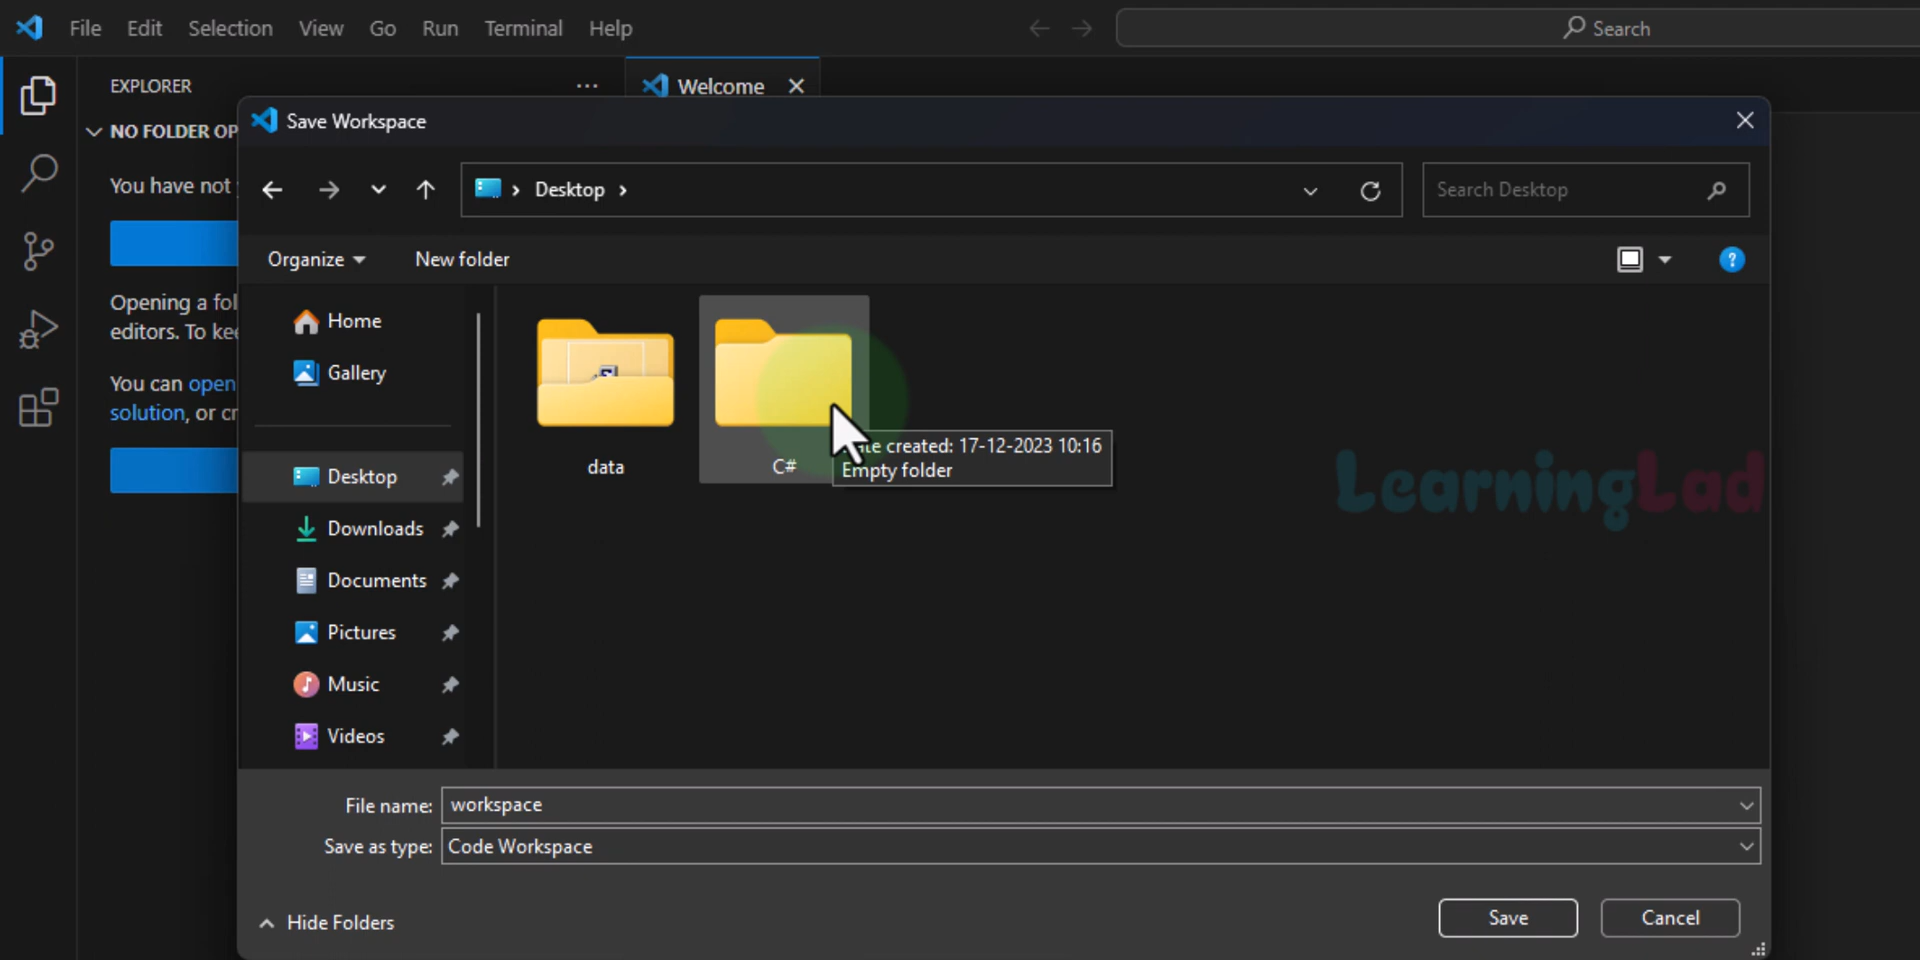 File Edit Selection View Go Run Terminal Help Search
EXPLORER ... Welcome
NO FOLDER OP
Save Workspace
You have not
Desktop
Search Desktop
Organize New folder
Opening a fol
editors. To kee
You can open
solution, or cr
Home
Gallery
Desktop
Downloads
Documents
Pictures
Music
Videos
data
C#
created: 17-12-2023 10:16
Empty folder
LearningLad
File name: workspace
Save as type: Code Workspace
Hide Folders
Save Cancel